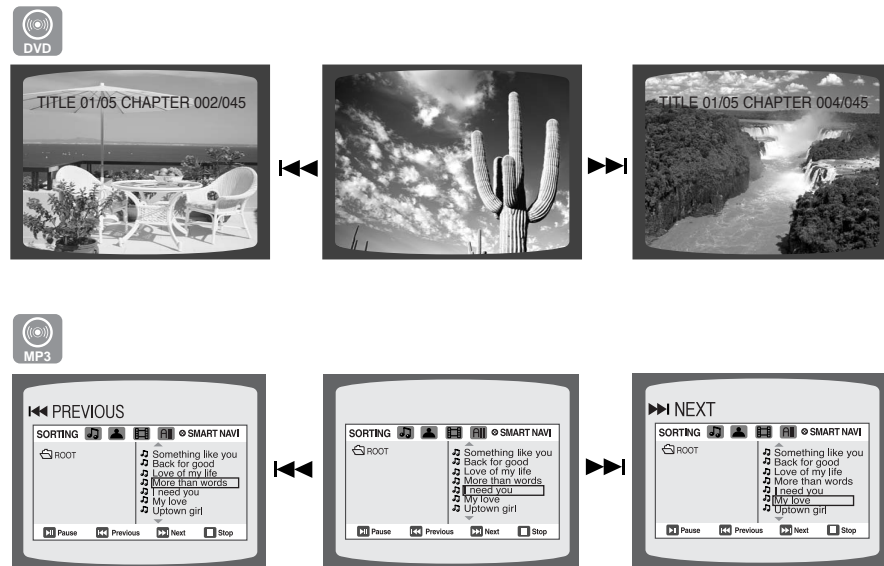 DVD
TITLE 01/05 CHAPTER 002/045
TITLE 01/05 CHAPTER 004/045
MP3
PREVIOUS
SORTING SMART NAVI
ROOT
Something like you
Back for good
Love of my life
More than words
I need you
My love
Uptown girl
Pause Previous Next Stop
SORTING SMART NAVI
ROOT
Something like you
Back for good
Love of my life
More than words
I need you
My love
Uptown girl
Pause Previous Next Stop
NEXT
SORTING SMART NAVI
ROOT
Something like you
Back for good
Love of my life
More than words
I need you
My love
Uptown girl
Pause Previous Next Stop